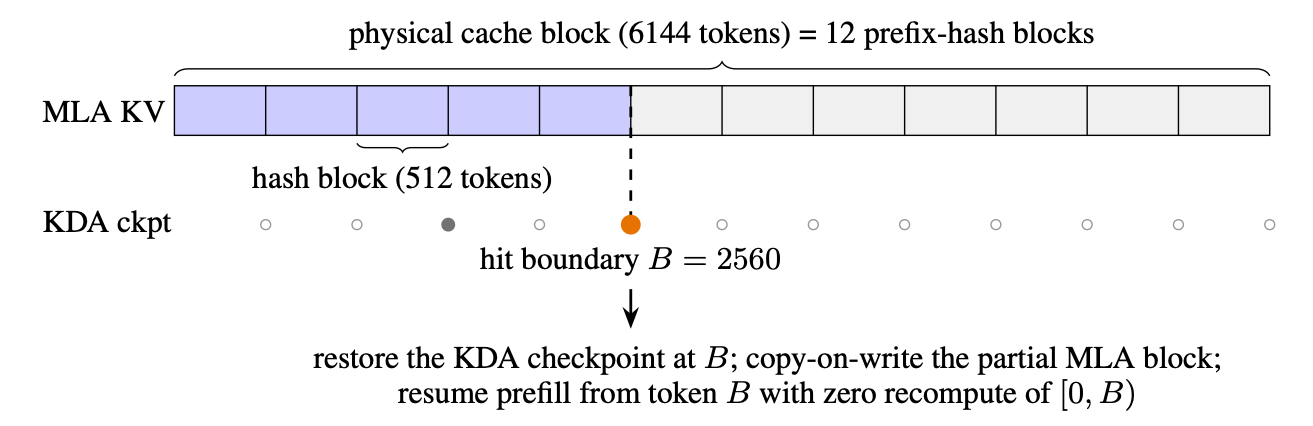 physical cache block (6144 tokens) = 12 prefix-hash blocks
MLA KV
hash block (512 tokens)
KDA ckpt
hit boundary B = 2560
restore the KDA checkpoint at B; copy-on-write the partial MLA block;
resume prefill from token B with zero recompute of [0, B)